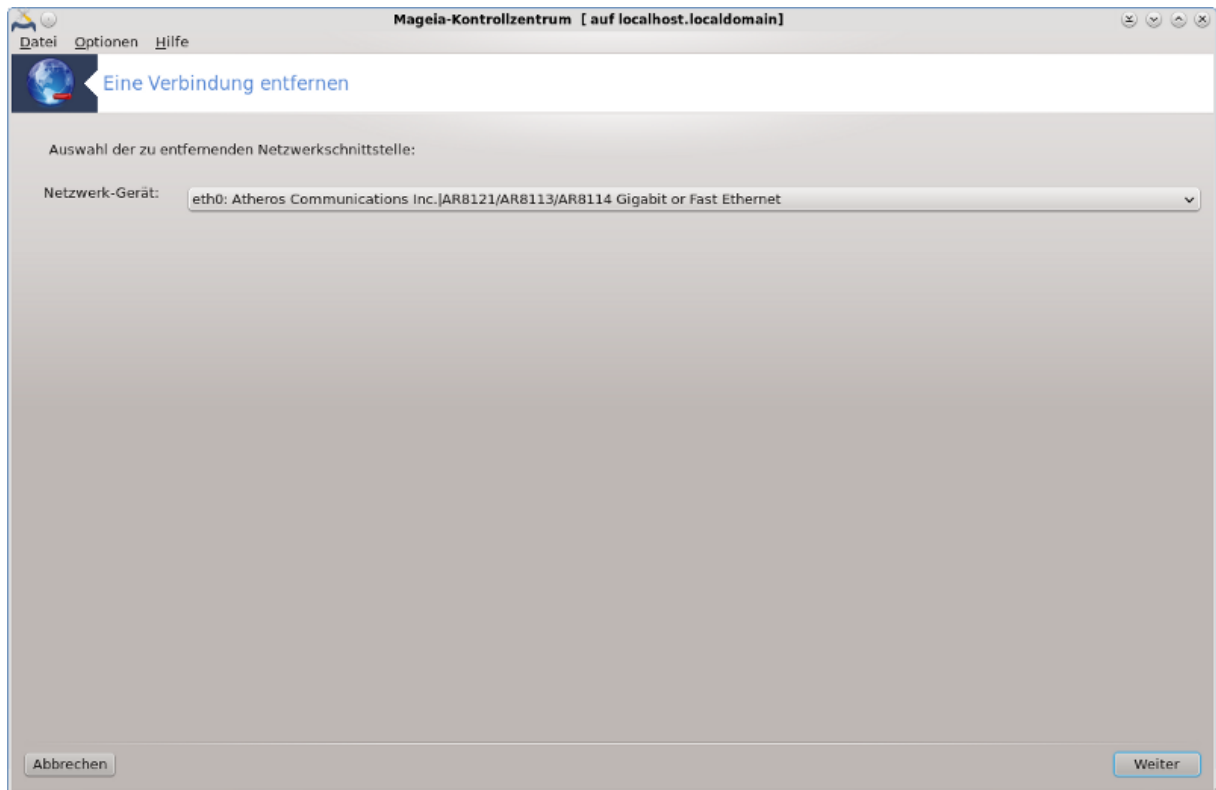 Mageia-Kontrollzentrum [ auf localhost.localdomain]
Datei Optionen Hilfe
Eine Verbindung entfernen
Auswahl der zu entfernenden Netzwerkschnittstelle:
Netzwerk-Gerät: eth0: Atheros Communications Inc.|AR8121/AR8113/AR8114 Gigabit or Fast Ethernet
Abbrechen Weiter